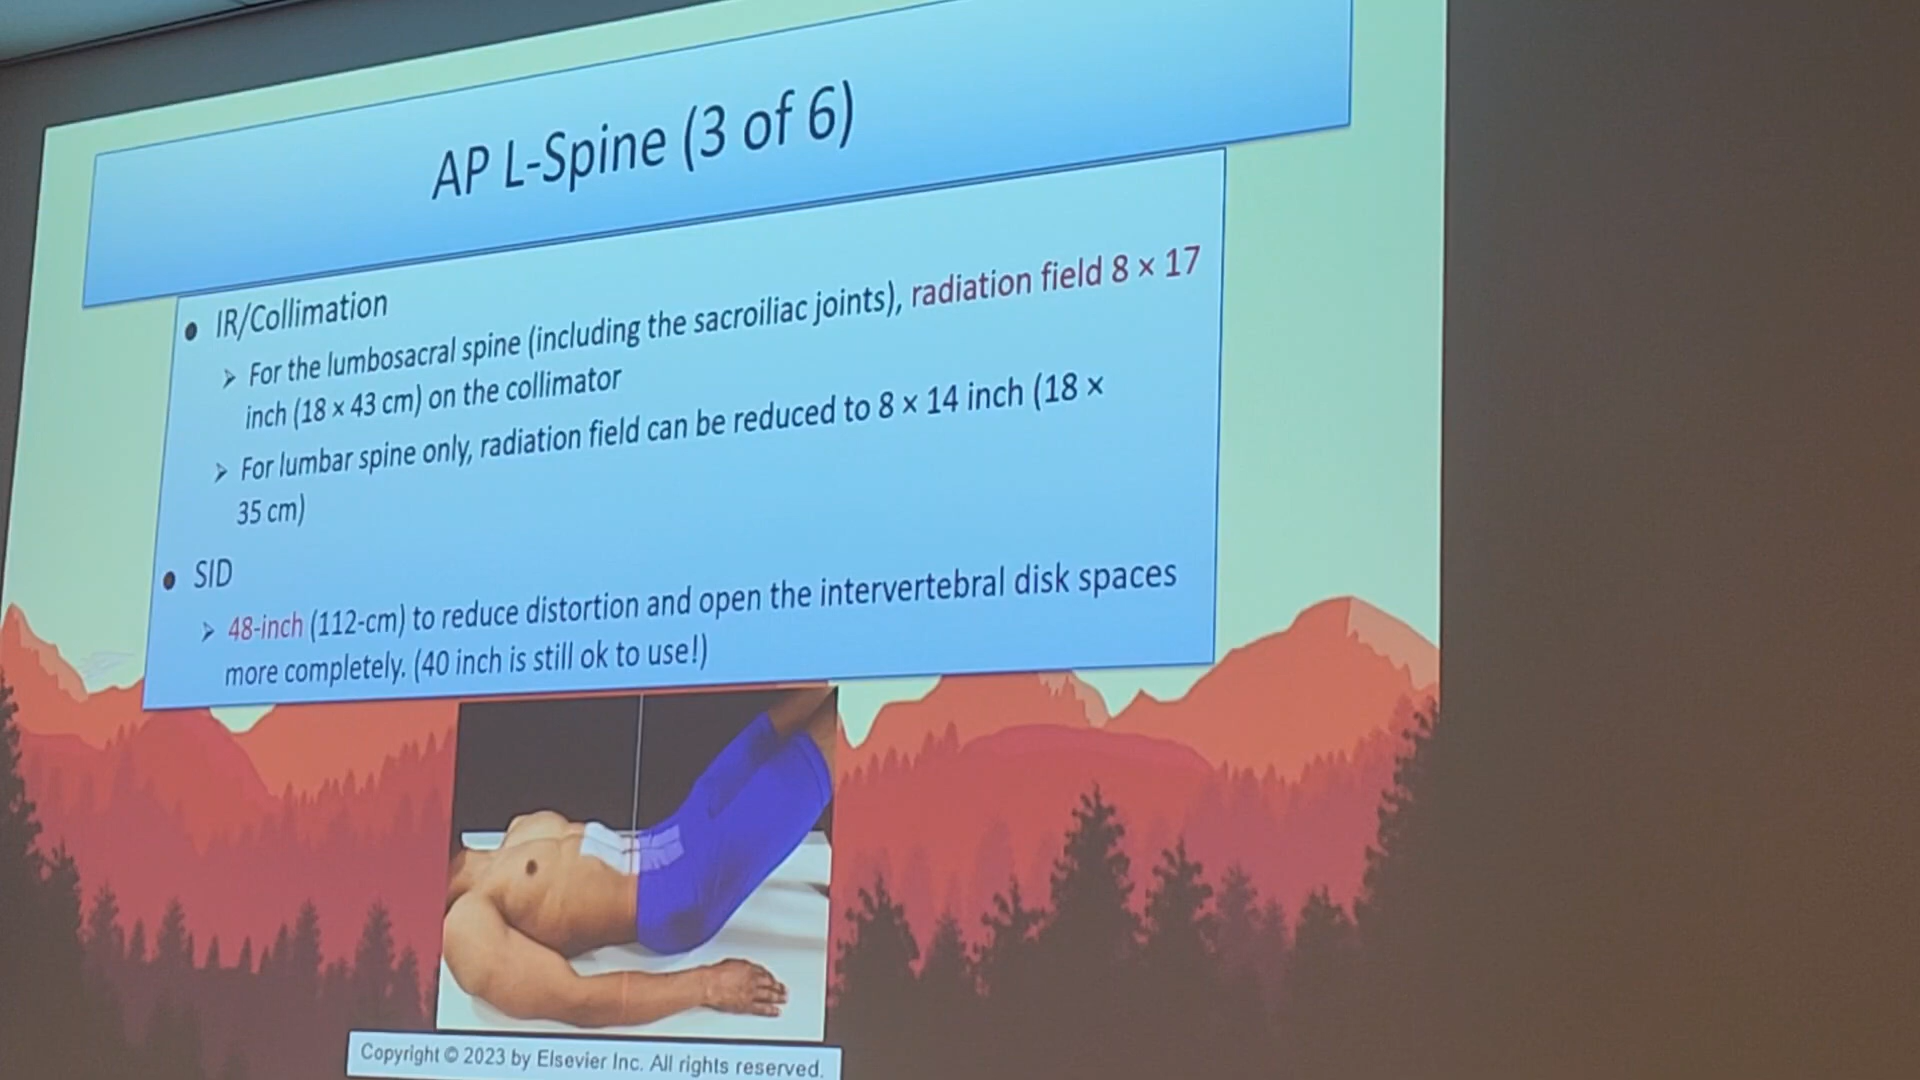 AP L-Spine (3 of 6)
• IR/Collimation
➢ For the lumbosacral spine (including the sacroiliac joints), radiation field 8 × 17
inch (18 × 43 cm) on the collimator
➢ For lumbar spine only, radiation field can be reduced to 8 × 14 inch (18 ×
35 cm)
• SID
➢ 48-inch (112-cm) to reduce distortion and open the intervertebral disk spaces
more completely. (40 inch is still ok to use!)
Copyright © 2023 by Elsevier Inc. All rights reserved.